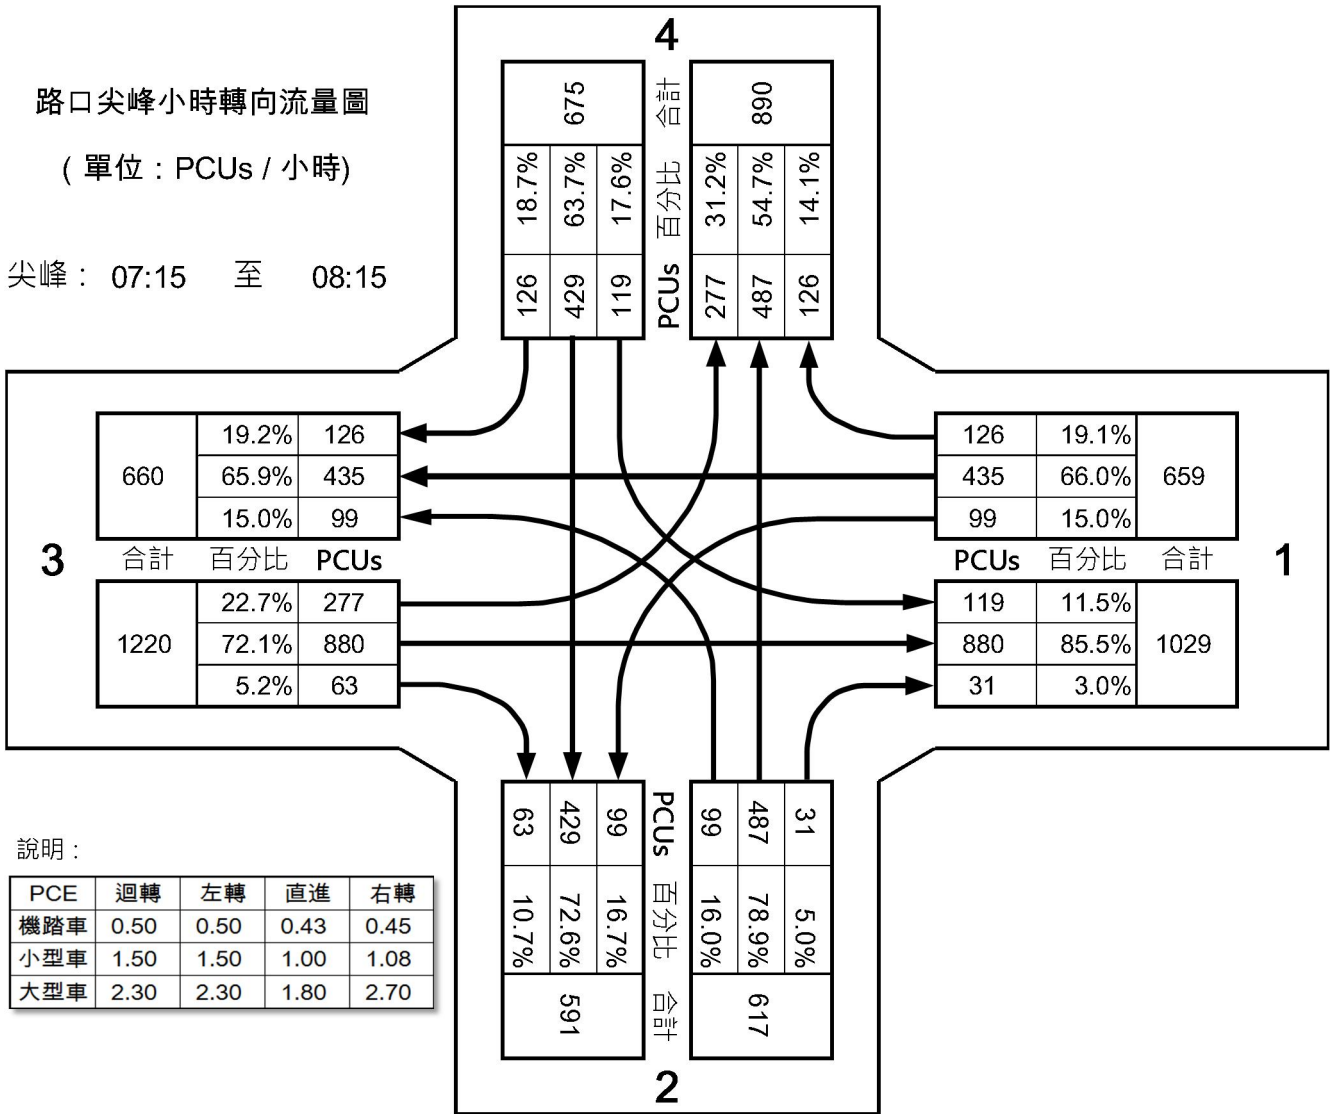 路口尖峰小時轉向流量圖
( 單位：PCUs / 小時)
尖峰： 07:15 至 08:15
4
675 合計 890
18.7% 63.7% 17.6% 百分比 31.2% 54.7% 14.1%
126 429 119 PCUs 277 487 126
3
660
19.2% 126
65.9% 435
15.0% 99
合計 百分比 PCUs
1220
22.7% 277
72.1% 880
5.2% 63
126 19.1%
435 66.0% 659
99 15.0%
PCUs 百分比 合計
1
119 11.5%
880 85.5% 1029
31 3.0%
63 429 99 PCUs 99 487 31
10.7% 72.6% 16.7% 百分比 16.0% 78.9% 5.0%
591 合計 617
2
說明：
PCE 迴轉 左轉 直進 右轉
機踏車 0.50 0.50 0.43 0.45
小型車 1.50 1.50 1.00 1.08
大型車 2.30 2.30 1.80 2.70